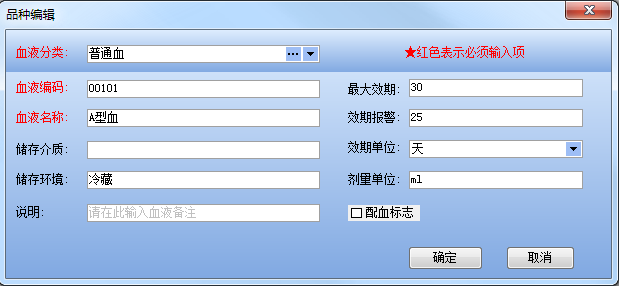 品种编辑
血液分类: 普通血 ... ★红色表示必须输入项
血液编码: 00101 最大效期: 30
血液名称: A型血 效期报警: 25
储存介质: 效期单位: 天
储存环境: 冷藏 剂量单位: ml
说明: 请在此输入血液备注 配血标志
确定 取消